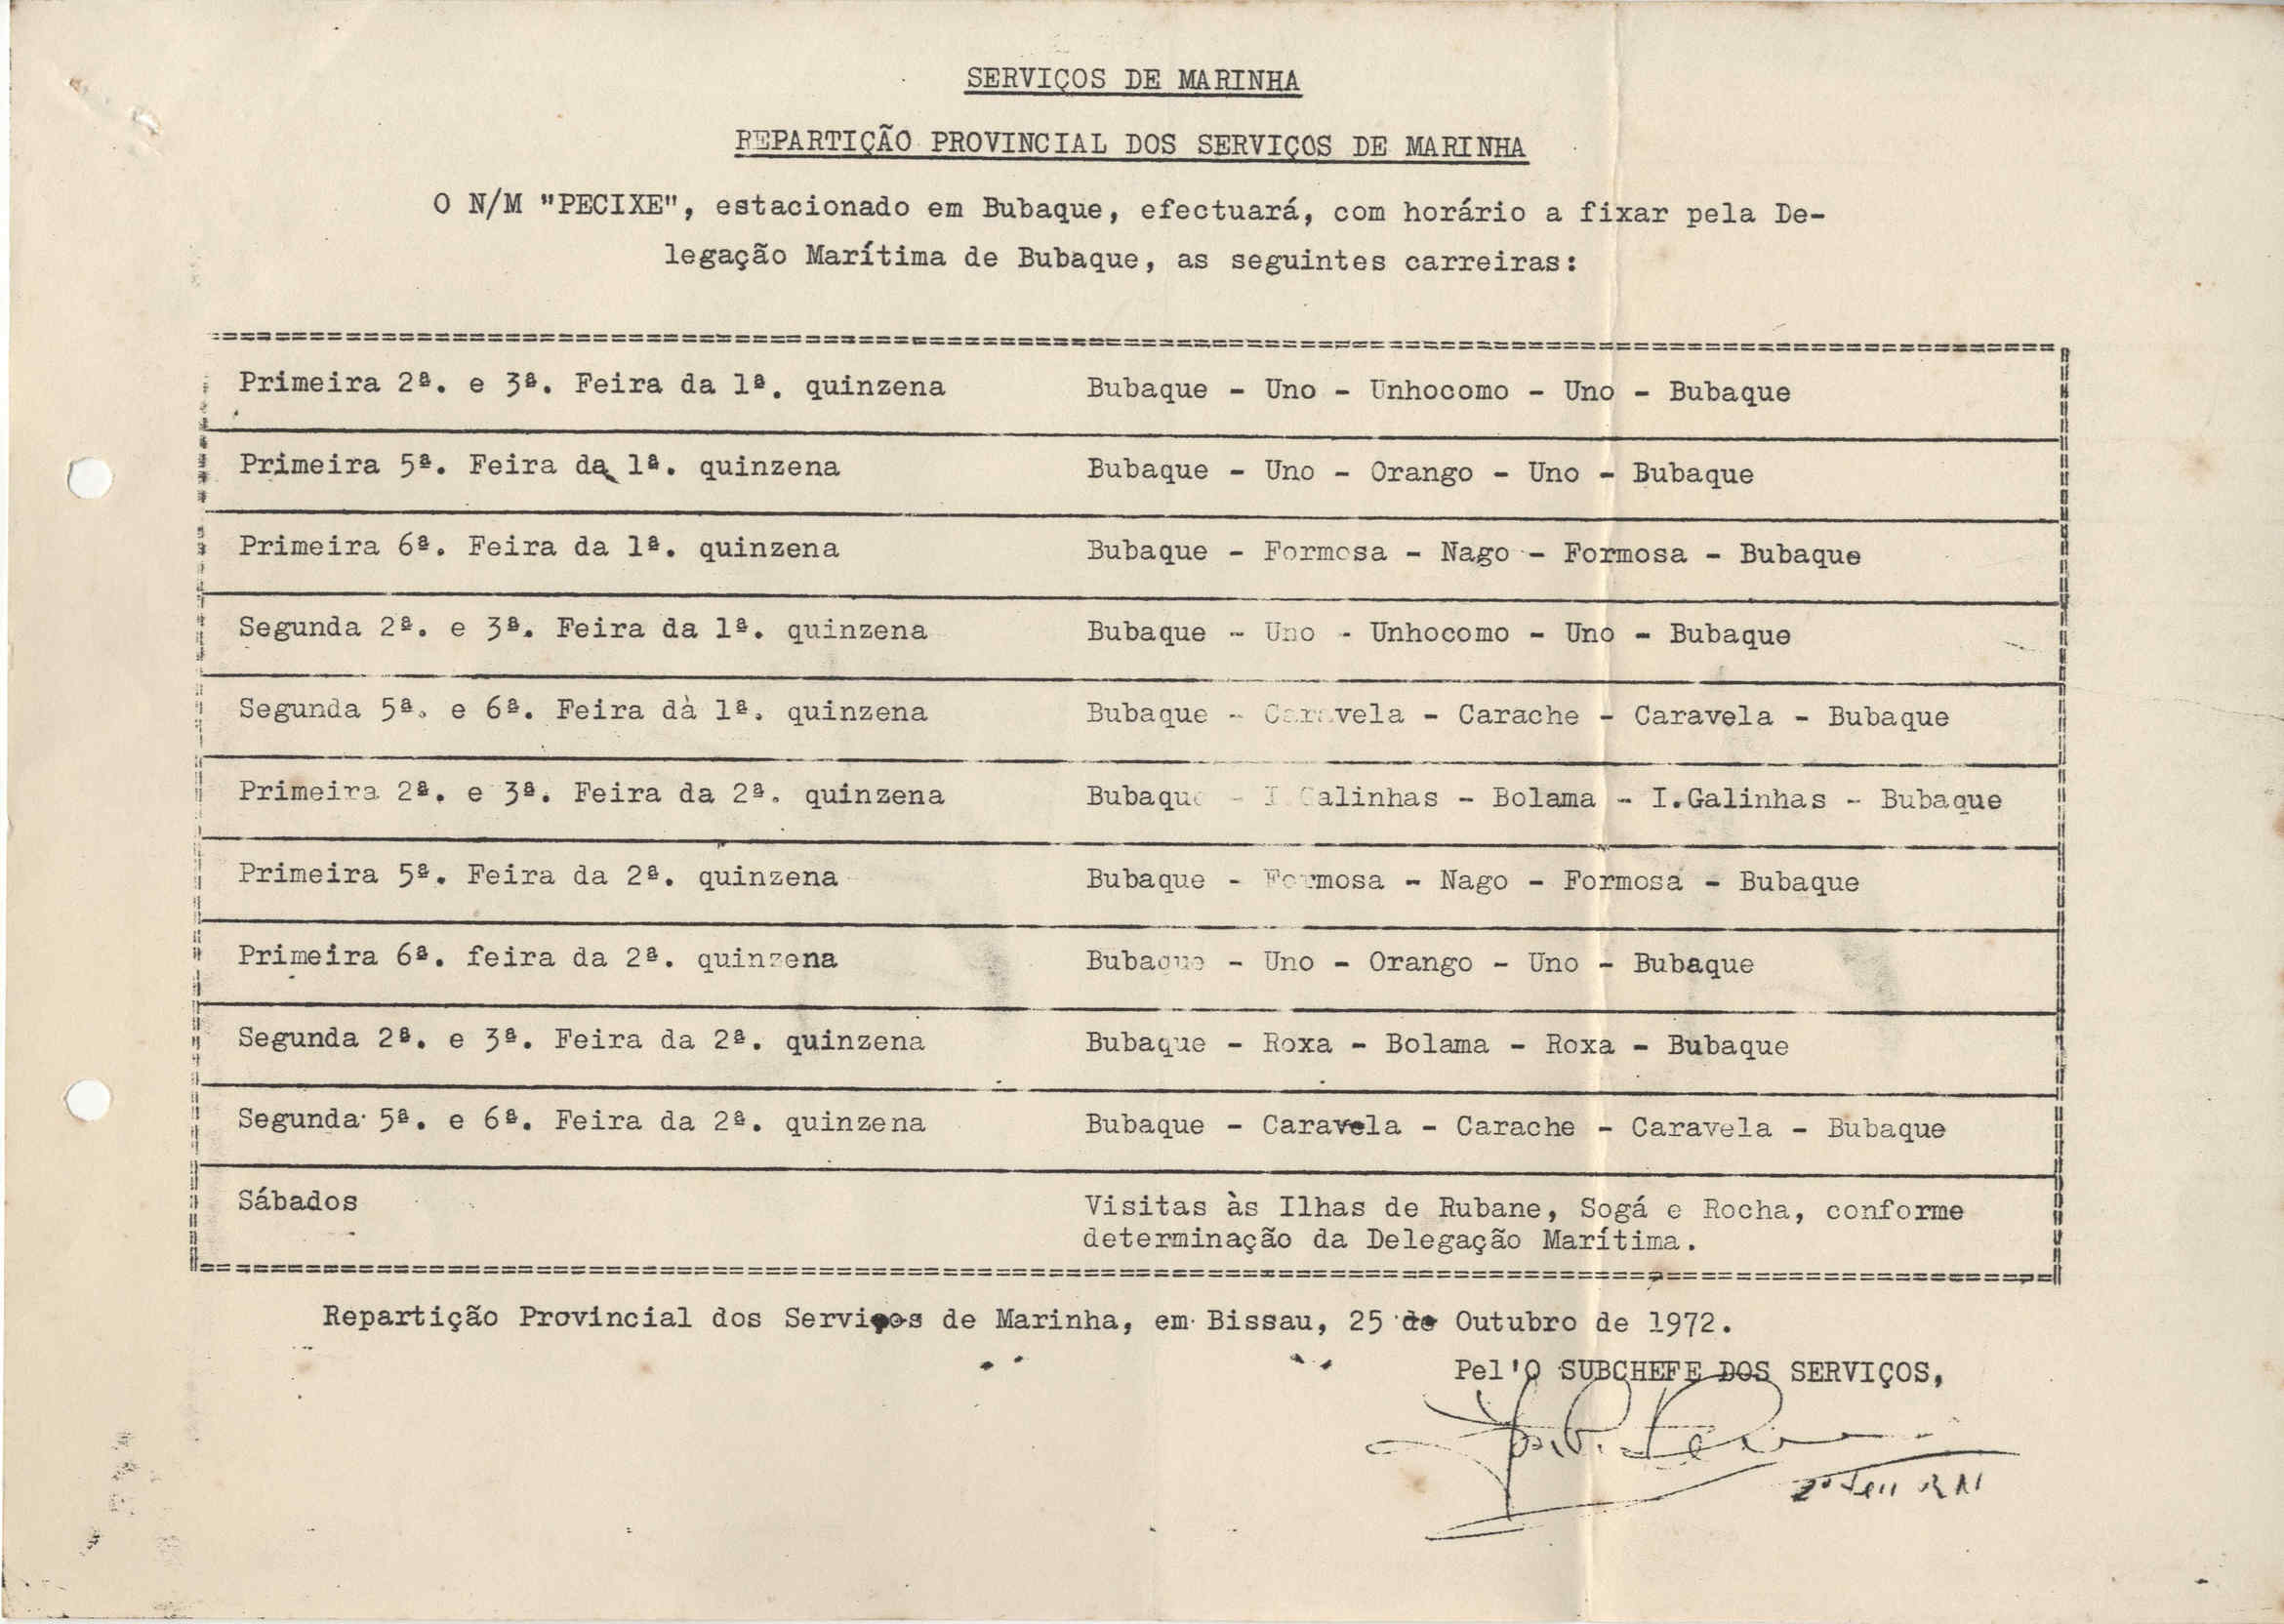 SERVIÇOS DE MARINHA
REPARTIÇÃO PROVINCIAL DOS SERVIÇOS DE MARINHA
O N/M "PECIXE", estacionado em Bubaque, efectuará, com horário a fixar pela De-
legação Marítima de Bubaque, as seguintes carreiras:
Primeira 2ª. e 3ª. Feira da 1ª. quinzena Bubaque - Uno - Unhocomo - Uno - Bubaque
Primeira 5ª. Feira da 1ª. quinzena Bubaque - Uno - Orango - Uno - Bubaque
Primeira 6ª. Feira da 1ª. quinzena Bubaque - Formosa - Nago - Formosa - Bubaque
Segunda 2ª. e 3ª. Feira da 1ª. quinzena Bubaque - Uno - Unhocomo - Uno - Bubaque
Segunda 5ª. e 6ª. Feira dà 1ª. quinzena Bubaque - Caravela - Carache - Caravela - Bubaque
Primeira 2ª. e 3ª. Feira da 2ª. quinzena Bubaque - I.Galinhas - Bolama - I.Galinhas - Bubaque
Primeira 5ª. Feira da 2ª. quinzena Bubaque - Formosa - Nago - Formosa - Bubaque
Primeira 6ª. feira da 2ª. quinzena Bubaque - Uno - Orango - Uno - Bubaque
Segunda 2ª. e 3ª. Feira da 2ª. quinzena Bubaque - Roxa - Bolama - Roxa - Bubaque
Segunda 5ª. e 6ª. Feira da 2ª. quinzena Bubaque - Caravela - Carache - Caravela - Bubaque
Sábados Visitas às Ilhas de Rubane, Sogá e Rocha, conforme
determinação da Delegação Marítima.
Repartição Provincial dos Serviços de Marinha, em Bissau, 25 de Outubro de 1972.
Pel'O SUBCHEFE DOS SERVIÇOS,
2º Ten RN